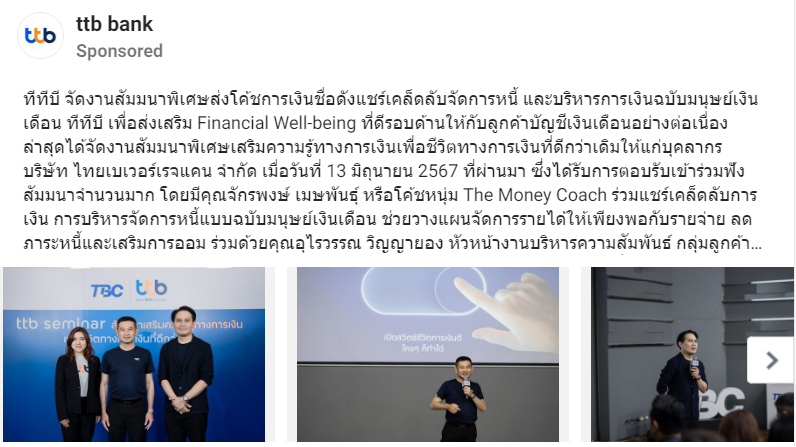 ttb
ttb bank
Sponsored
ทีทีบี จัดงานสัมมนาพิเศษส่งโค้ชการเงินชื่อดังแชร์เคล็ดลับจัดการหนี้ และบริหารการเงินฉบับมนุษย์เงิน
เดือน ทีทีบี เพื่อส่งเสริม Financial Well-being ที่ดีรอบด้านให้กับลูกค้าบัญชีเงินเดือนอย่างต่อเนื่อง
ล่าสุดได้จัดงานสัมมนาพิเศษเสริมความรู้ทางการเงินเพื่อชีวิตทางการเงินที่ดีกว่าเดิมให้แก่บุคลากร
บริษัท ไทยเบเวอร์เรจแคน จำกัด เมื่อวันที่ 13 มิถุนายน 2567 ที่ผ่านมา ซึ่งได้รับการตอบรับเข้าร่วมฟัง
สัมมนาจำนวนมาก โดยมีคุณจักรพงษ์ เมษพันธุ์ หรือโค้ชหนุ่ม The Money Coach ร่วมแชร์เคล็ดลับการ
เงิน การบริหารจัดการหนี้แบบฉบับมนุษย์เงินเดือน ช่วยวางแผนจัดการรายได้ให้เพียงพอกับรายจ่าย ลด
ภาระหนี้และเสริมการออม ร่วมด้วยคุณอุไรวรรณ วิญญายอง หัวหน้างานบริหารความสัมพันธ์ กลุ่มลูกค้า...
TBC ttb
ttb seminar
ทางการเงิน
เปิดสวิตช์ชีวิตการเงินดี
ใครๆ ก็ทำได้
BC